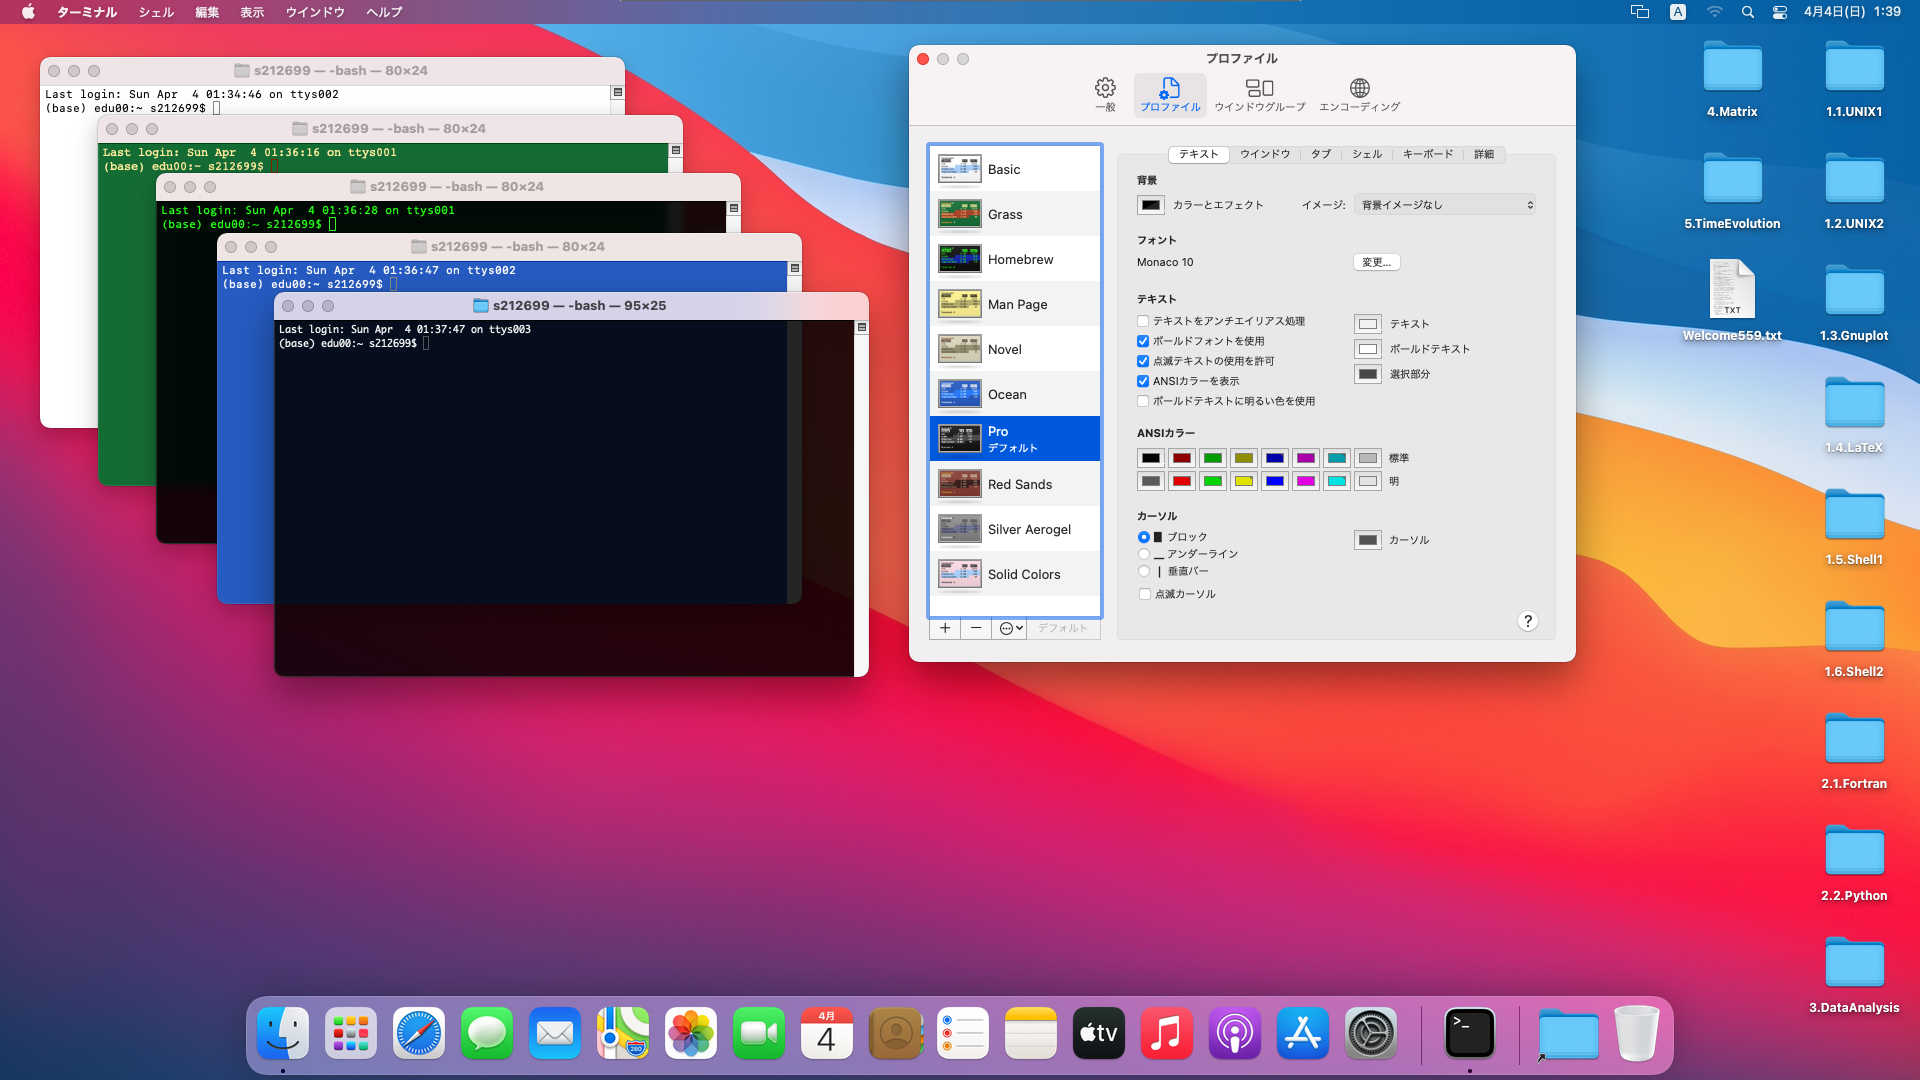 ターミナル シェル 編集 表示 ウインドウ ヘルプ
A 4月4日(日) 1:39
s212699 — -bash — 80×24
Last login: Sun Apr  4 01:34:46 on ttys002
(base) edu00:~ s212699$
s212699 — -bash — 80×24
Last login: Sun Apr  4 01:36:16 on ttys001
(base) edu00:~ s212699$
s212699 — -bash — 80×24
Last login: Sun Apr  4 01:36:28 on ttys001
(base) edu00:~ s212699$
s212699 — -bash — 80×24
Last login: Sun Apr  4 01:36:47 on ttys002
(base) edu00:~ s212699$
s212699 — -bash — 95×25
Last login: Sun Apr  4 01:37:47 on ttys003
(base) edu00:~ s212699$
プロファイル
一般 プロファイル ウインドウグループ エンコーディング
Basic
Grass
Homebrew
Man Page
Novel
Ocean
Pro
デフォルト
Red Sands
Silver Aerogel
Solid Colors
デフォルト
テキスト ウインドウ タブ シェル キーボード 詳細
背景
カラーとエフェクト イメージ: 背景イメージなし
フォント
Monaco 10 変更...
テキスト
テキストをアンチエイリアス処理
ボールドフォントを使用
点滅テキストの使用を許可
ANSIカラーを表示
ボールドテキストに明るい色を使用
テキスト
ボールドテキスト
選択部分
ANSIカラー
標準
明
カーソル
ブロック
アンダーライン
垂直バー
点滅カーソル
カーソル
?
4.Matrix
5.TimeEvolution
TXT
Welcome559.txt
1.1.UNIX1
1.2.UNIX2
1.3.Gnuplot
1.4.LaTeX
1.5.Shell1
1.6.Shell2
2.1.Fortran
2.2.Python
3.DataAnalysis
280
4月
4
tv
>_